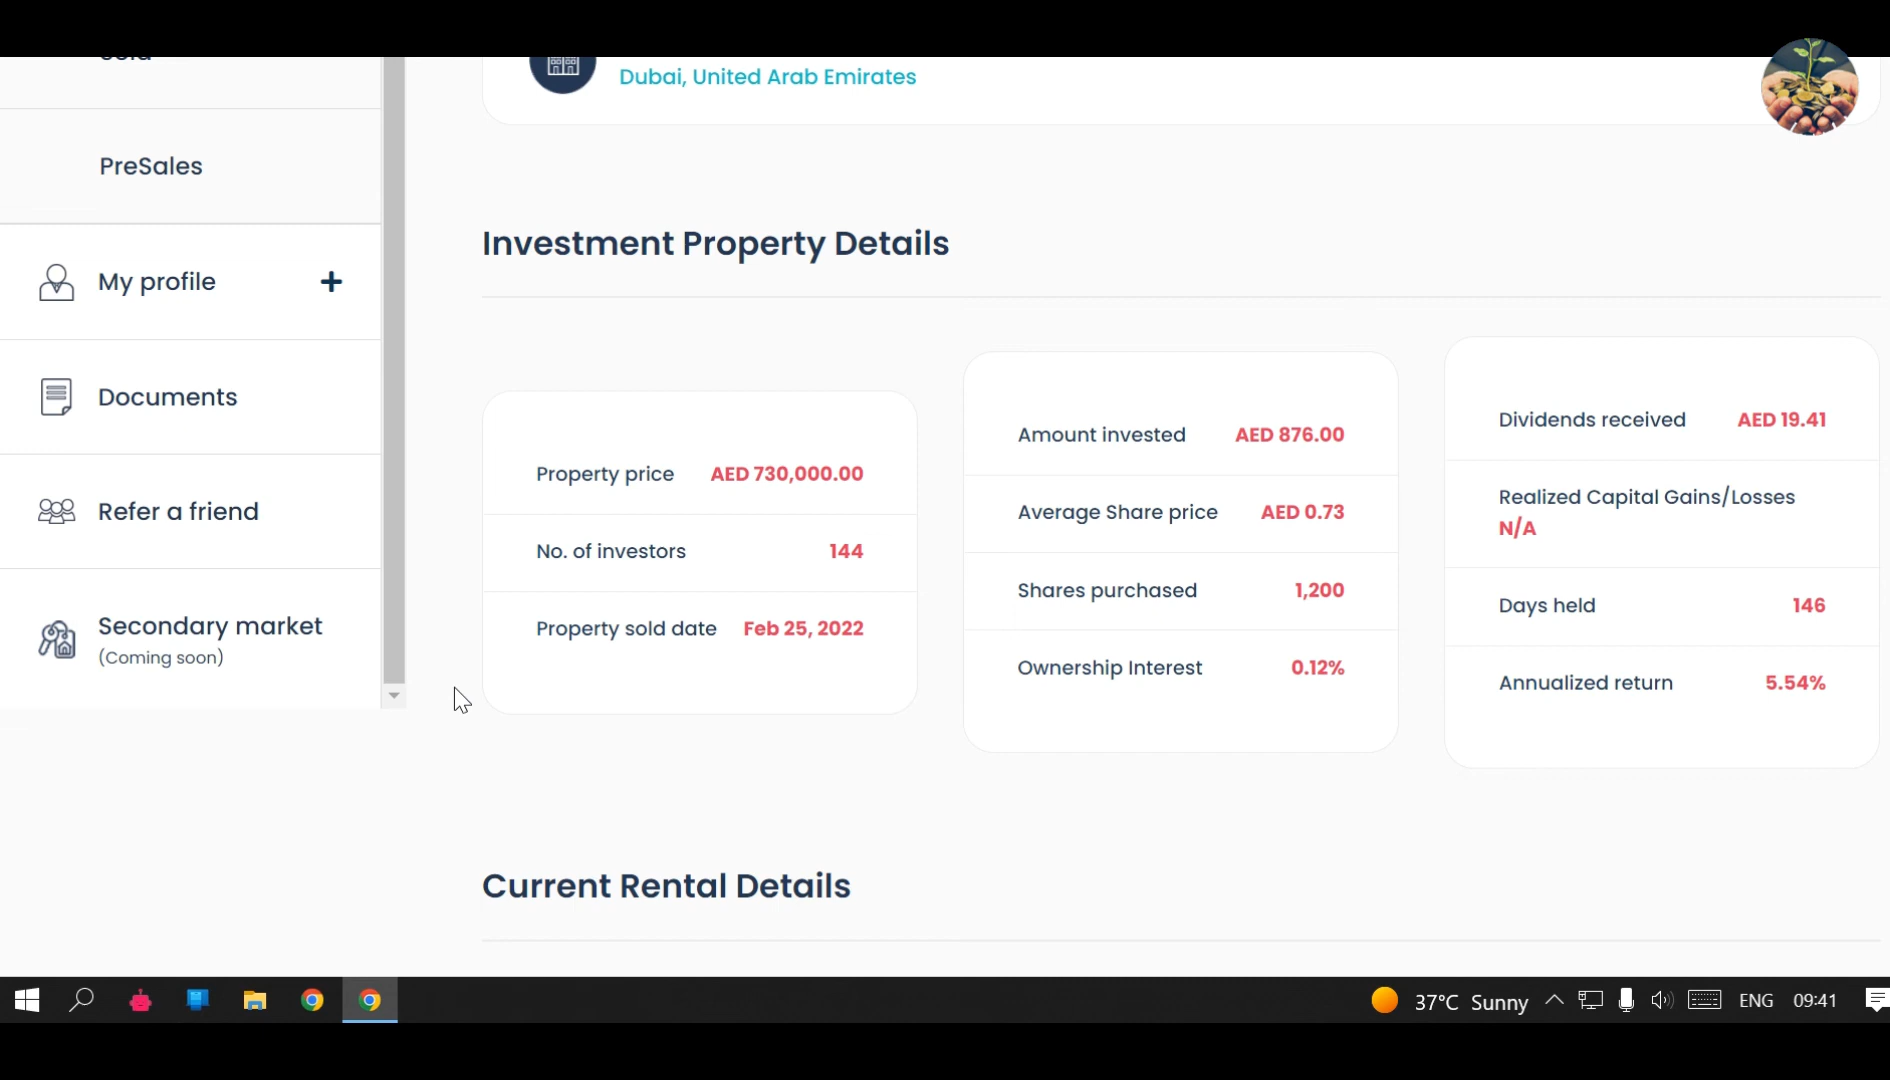 Dubai, United Arab Emirates
PreSales
My profile
Documents
Refer a friend
Secondary market
(Coming soon)
Investment Property Details
Property price AED 730,000.00
No. of investors 144
Property sold date Feb 25, 2022
Amount invested AED 876.00
Average Share price AED 0.73
Shares purchased 1,200
Ownership Interest 0.12%
Dividends received AED 19.41
Realized Capital Gains/Losses
N/A
Days held 146
Annualized return 5.54%
Current Rental Details
37°C Sunny ENG 09:41